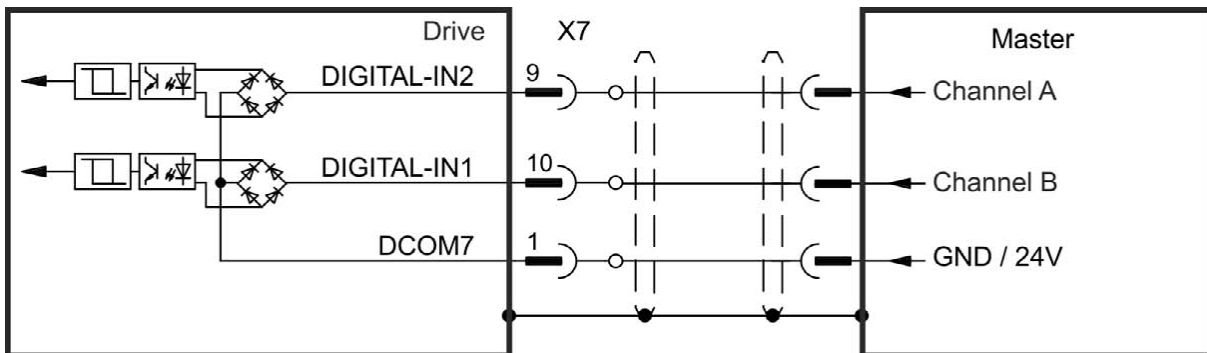 Drive X7 Master
DIGITAL-IN2 9 Channel A
DIGITAL-IN1 10 Channel B
DCOM7 1 GND / 24V